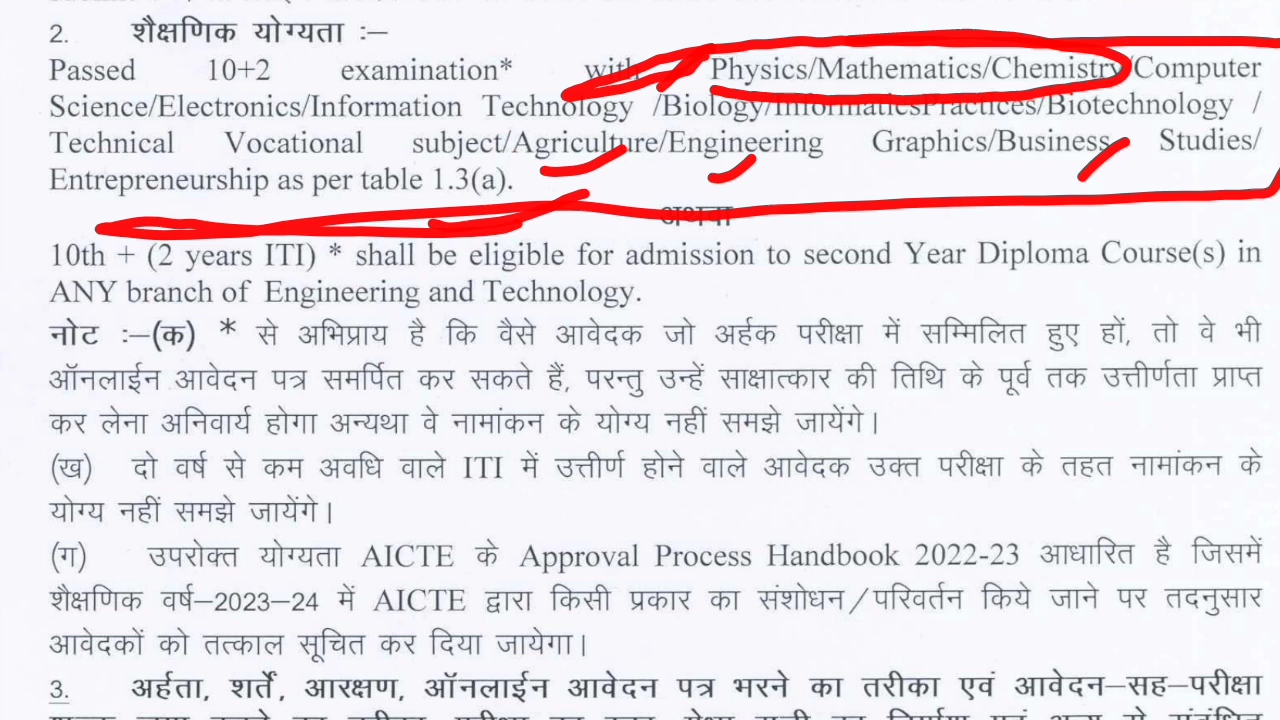 2. शैक्षणिक योग्यता :–
Passed 10+2 examination* with Physics/Mathematics/Chemistry/Computer
Science/Electronics/Information Technology /Biology/InformaticsPractices/Biotechnology /
Technical Vocational subject/Agriculture/Engineering Graphics/Business Studies/
Entrepreneurship as per table 1.3(a).
अथवा
10th + (2 years ITI) * shall be eligible for admission to second Year Diploma Course(s) in
ANY branch of Engineering and Technology.
नोट :–(क) * से अभिप्राय है कि वैसे आवेदक जो अर्हक परीक्षा में सम्मिलित हुए हों, तो वे भी
ऑनलाईन आवेदन पत्र समर्पित कर सकते हैं, परन्तु उन्हें साक्षात्कार की तिथि के पूर्व तक उत्तीर्णता प्राप्त
कर लेना अनिवार्य होगा अन्यथा वे नामांकन के योग्य नहीं समझे जायेंगे।
(ख) दो वर्ष से कम अवधि वाले ITI में उत्तीर्ण होने वाले आवेदक उक्त परीक्षा के तहत नामांकन के
योग्य नहीं समझे जायेंगे।
(ग) उपरोक्त योग्यता AICTE के Approval Process Handbook 2022-23 आधारित है जिसमें
शैक्षणिक वर्ष–2023–24 में AICTE द्वारा किसी प्रकार का संशोधन/परिवर्तन किये जाने पर तदनुसार
आवेदकों को तत्काल सूचित कर दिया जायेगा।
3. अर्हता, शर्तें, आरक्षण, ऑनलाईन आवेदन पत्र भरने का तरीका एवं आवेदन–सह–परीक्षा